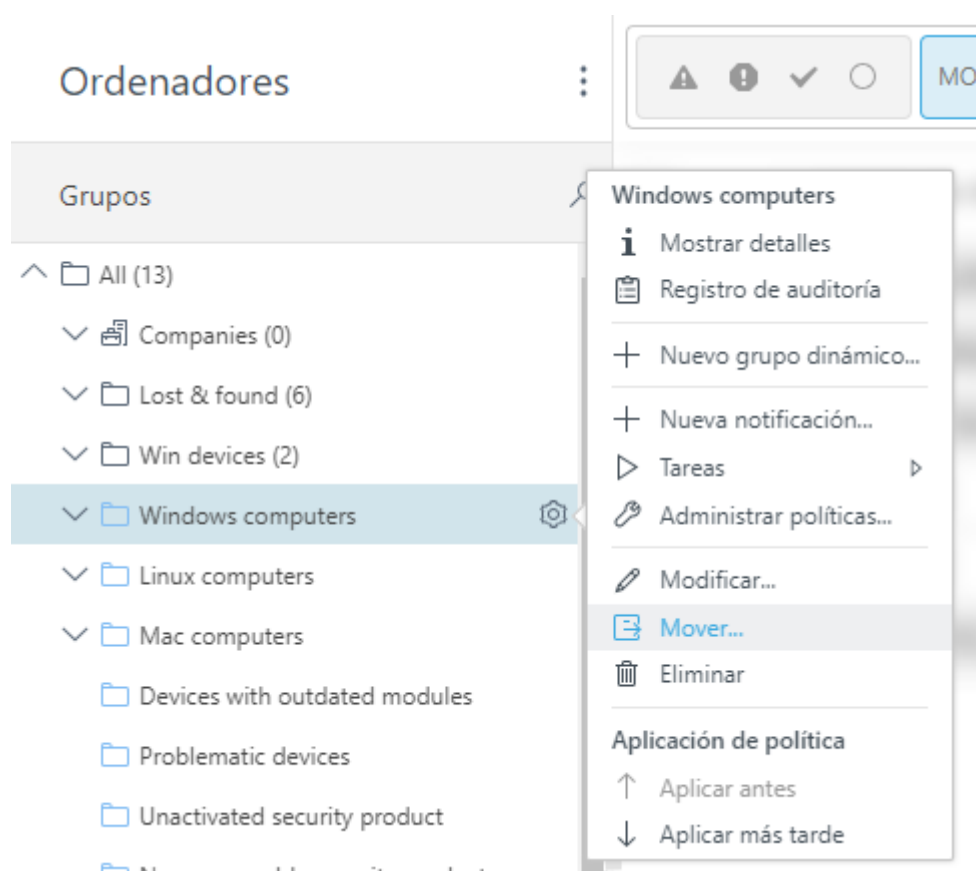 Ordenadores
MO
Grupos
All (13)
Companies (0)
Lost & found (6)
Win devices (2)
Windows computers
Linux computers
Mac computers
Devices with outdated modules
Problematic devices
Unactivated security product
Windows computers
Mostrar detalles
Registro de auditoría
Nuevo grupo dinámico...
Nueva notificación...
Tareas
Administrar políticas...
Modificar...
Mover...
Eliminar
Aplicación de política
Aplicar antes
Aplicar más tarde